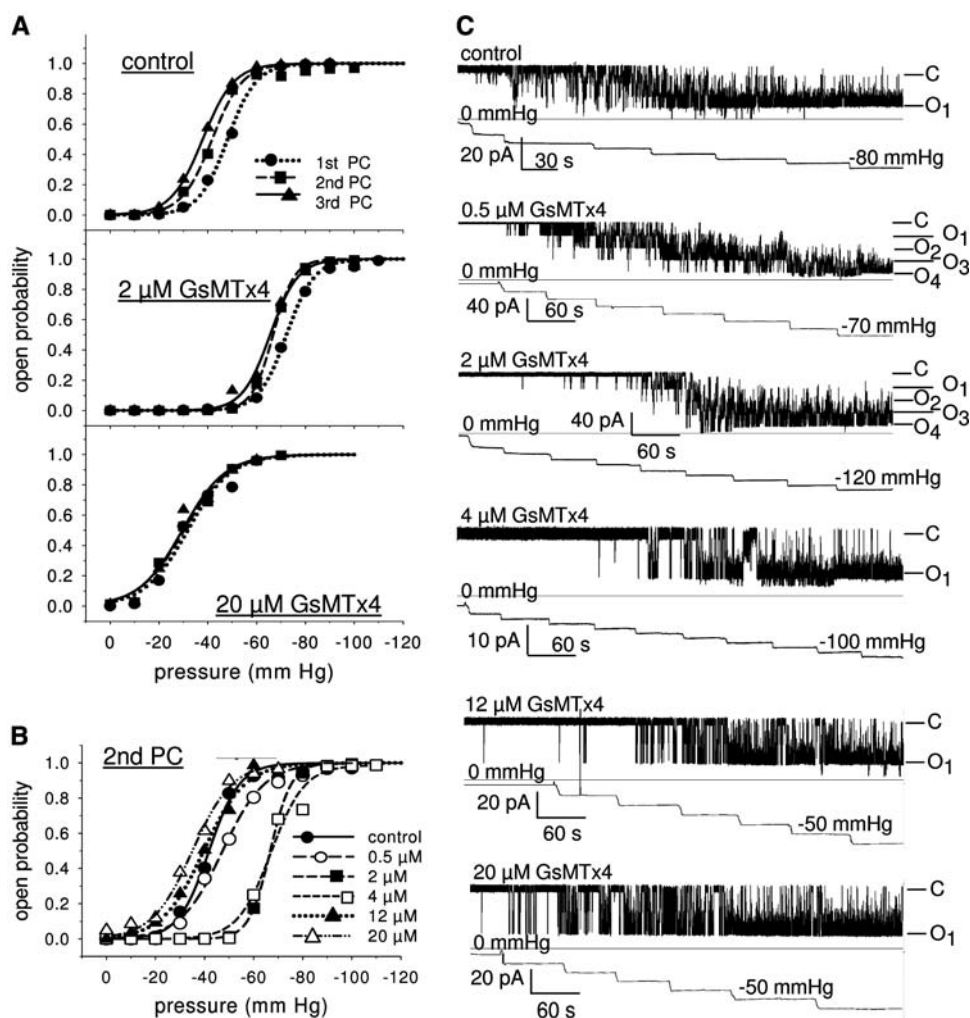 A
control
1.0
0.8
0.6
0.4
0.2
0.0
1st PC
2nd PC
3rd PC
open probability
1.0
0.8
0.6
0.4
0.2
0.0
2 µM GsMTx4
1.0
0.8
0.6
0.4
0.2
0.0
20 µM GsMTx4
0 -20 -40 -60 -80 -100 -120
pressure (mm Hg)
B
2nd PC
open probability
1.0
0.8
0.6
0.4
0.2
0.0
control
0.5 µM
2 µM
4 µM
12 µM
20 µM
0 -20 -40 -60 -80 -100 -120
pressure (mm Hg)
C
control
C
O1
0 mmHg
20 pA
30 s
-80 mmHg
0.5 µM GsMTx4
C
O1
O2
O3
O4
0 mmHg
40 pA
60 s
-70 mmHg
2 µM GsMTx4
C
O1
O2
O3
O4
0 mmHg
40 pA
60 s
-120 mmHg
4 µM GsMTx4
C
O1
0 mmHg
10 pA
60 s
-100 mmHg
12 µM GsMTx4
C
O1
0 mmHg
20 pA
60 s
-50 mmHg
20 µM GsMTx4
C
O1
0 mmHg
20 pA
60 s
-50 mmHg